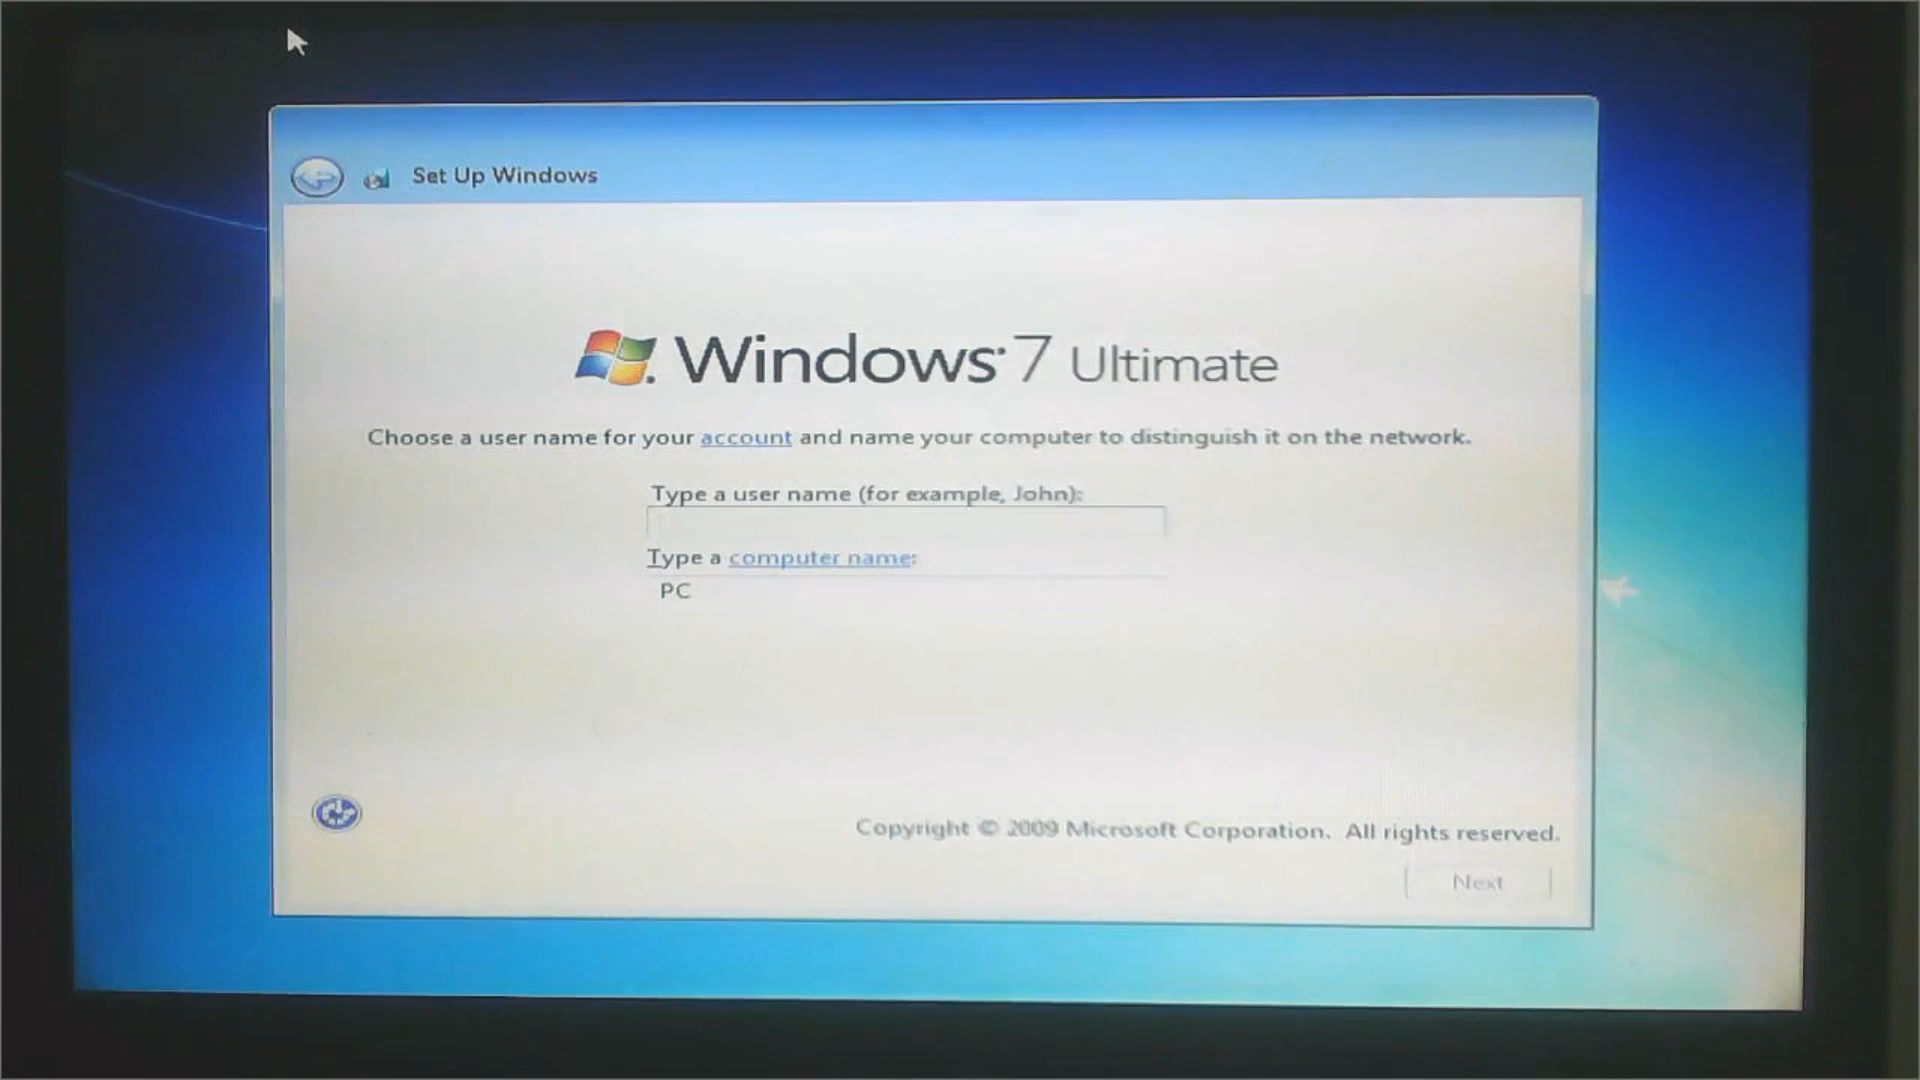 Set Up Windows
Windows 7 Ultimate
Choose a user name for your account and name your computer to distinguish it on the network.
Type a user name (for example, John):
Type a computer name:
PC
Copyright © 2009 Microsoft Corporation. All rights reserved.
Next